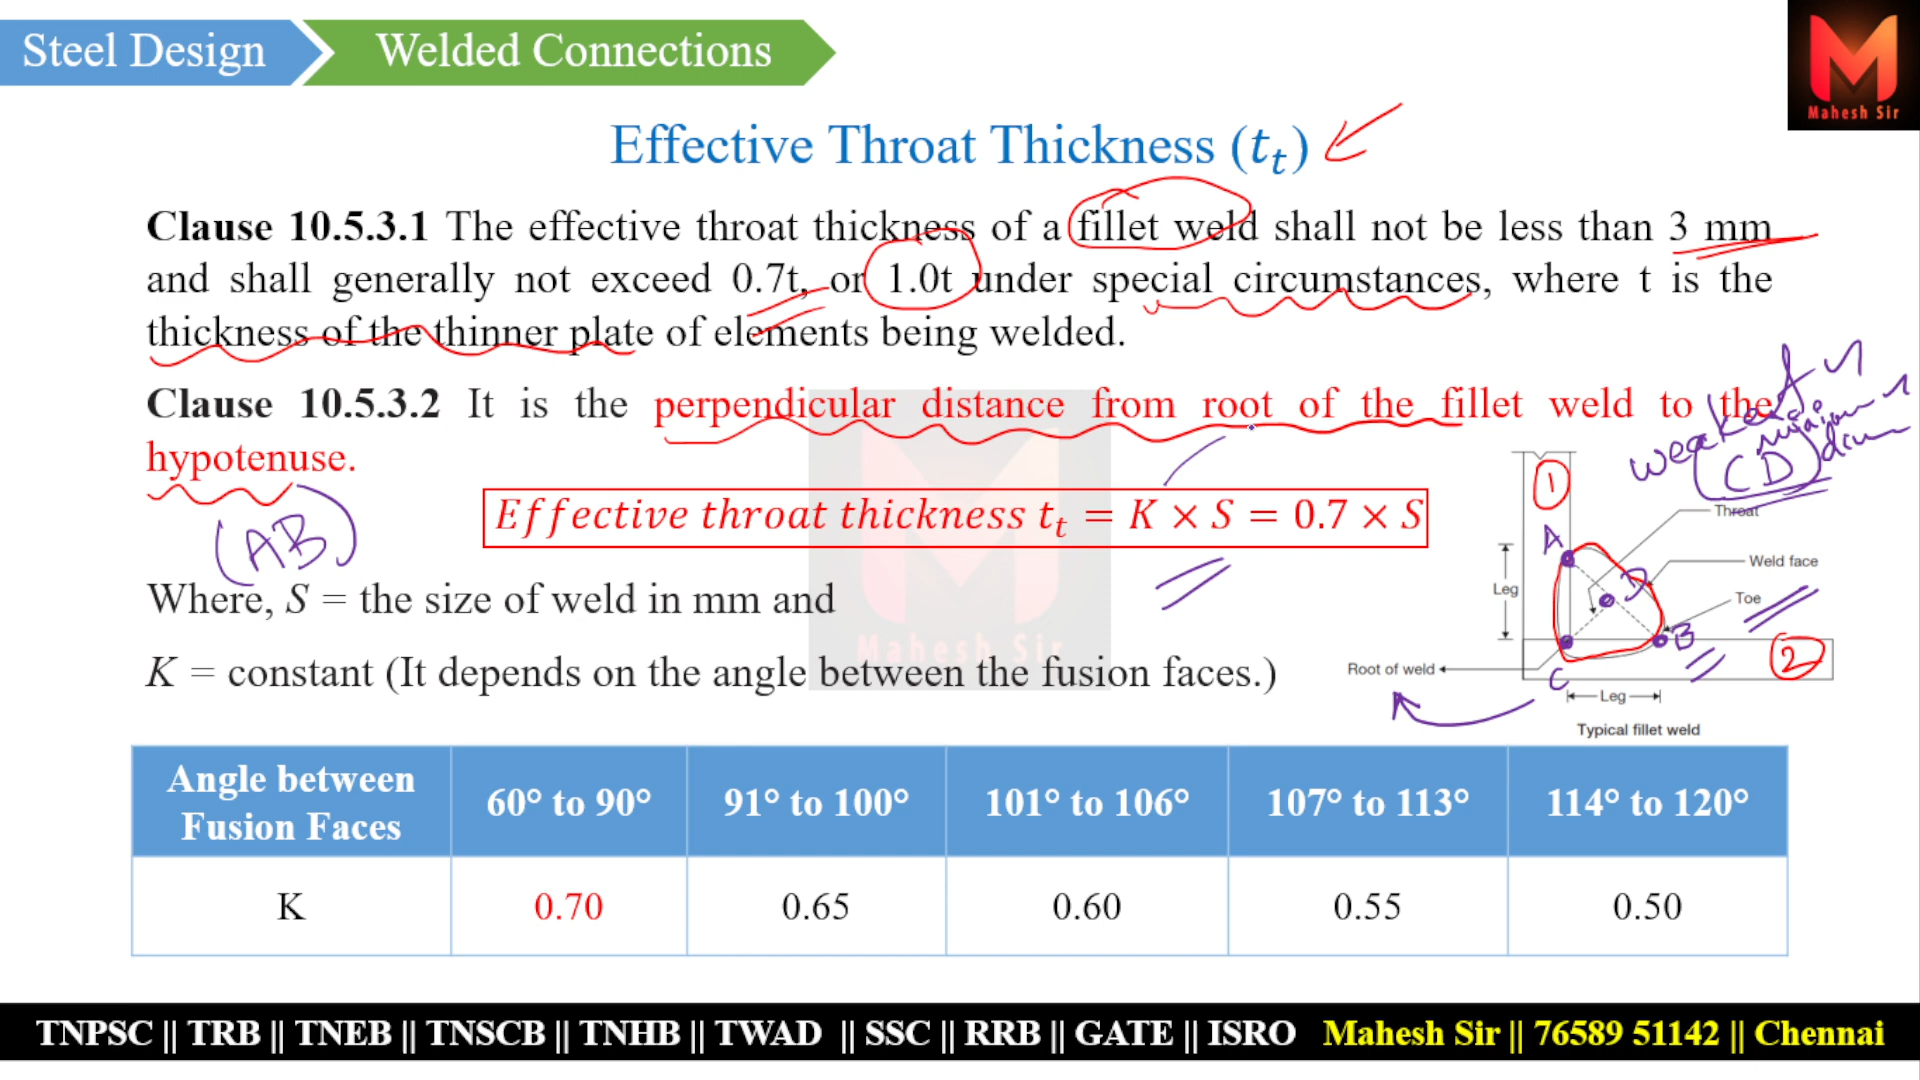 Steel Design
Welded Connections
M
Mahesh Sir
Effective Throat Thickness (tₜ)
Clause 10.5.3.1 The effective throat thickness of a fillet weld shall not be less than 3 mm
and shall generally not exceed 0.7t, or 1.0t under special circumstances, where t is the
thickness of the thinner plate of elements being welded.
Clause 10.5.3.2 It is the perpendicular distance from root of the fillet weld to the
hypotenuse.
(AB)
Effective throat thickness tₜ = K × S = 0.7 × S
Where, S = the size of weld in mm and
K = constant (It depends on the angle between the fusion faces.)
Mahesh Sir
weakest
(CD)
1
Throat
A
Weld face
D
Leg
Toe
B
2
Root of weld
C
Leg
Typical fillet weld
Angle between Fusion Faces 60° to 90° 91° to 100° 101° to 106° 107° to 113° 114° to 120°
K 0.70 0.65 0.60 0.55 0.50
TNPSC || TRB || TNEB || TNSCB || TNHB || TWAD || SSC || RRB || GATE || ISRO Mahesh Sir || 76589 51142 || Chennai